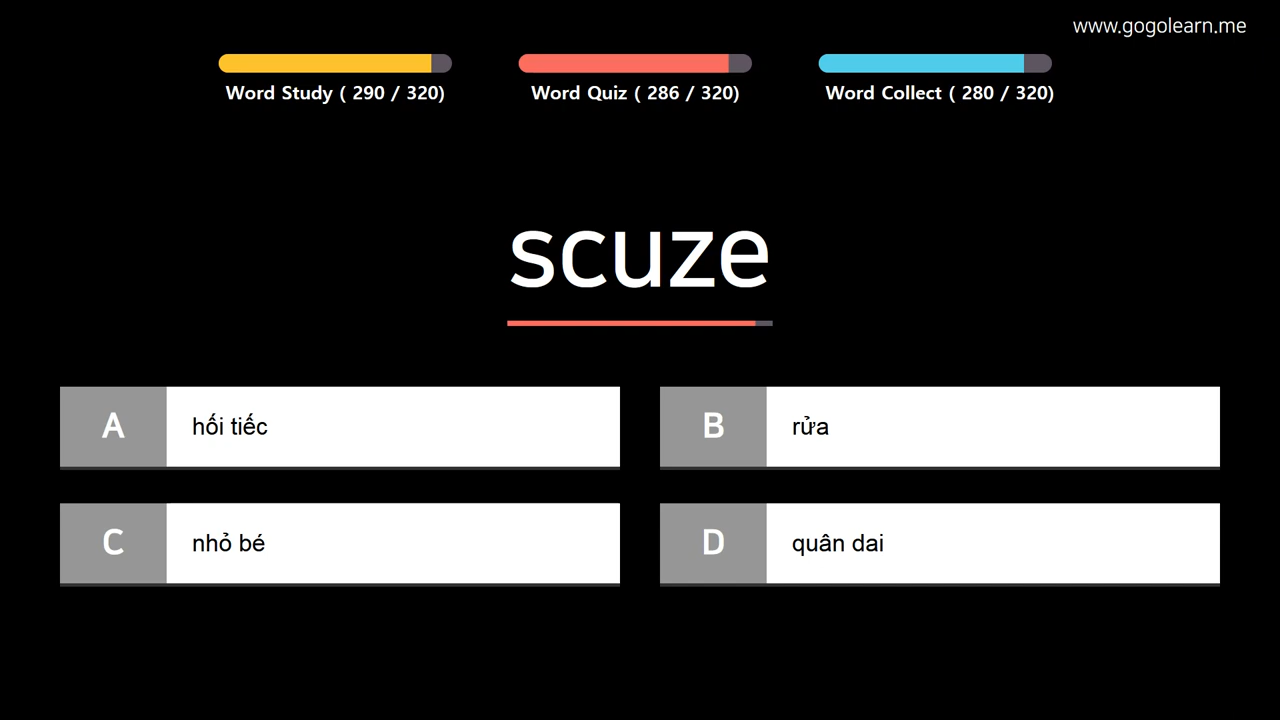 www.gogolearn.me
Word Study ( 290 / 320)
Word Quiz ( 286 / 320)
Word Collect ( 280 / 320)
scuze
A hối tiếc
B rửa
C nhỏ bé
D quân dai